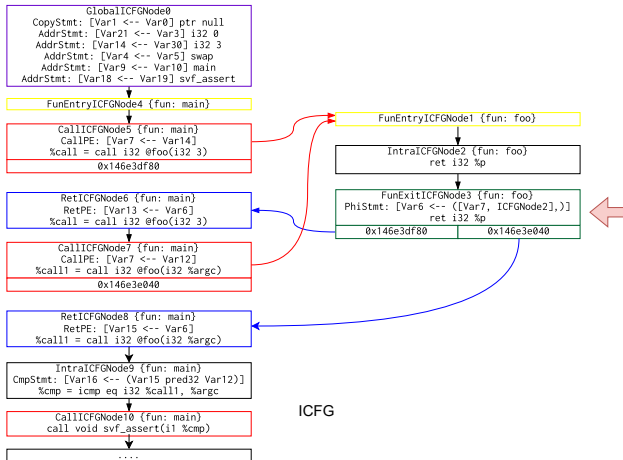 GlobalICFGNode0
CopyStmt: [Var1 <-- Var0] ptr null
AddrStmt: [Var21 <-- Var3] i32 0
AddrStmt: [Var14 <-- Var30] i32 3
AddrStmt: [Var4 <-- Var5] swap
AddrStmt: [Var9 <-- Var10] main
AddrStmt: [Var18 <-- Var19] svf_assert
FunEntryICFGNode4 {fun: main}
CallICFGNode5 {fun: main}
CallPE: [Var7 <-- Var14]
%call = call i32 @foo(i32 3)
0x146e3df80
RetICFGNode6 {fun: main}
RetPE: [Var13 <-- Var6]
%call = call i32 @foo(i32 3)
CallICFGNode7 {fun: main}
CallPE: [Var7 <-- Var12]
%call1 = call i32 @foo(i32 %argc)
0x146e3e040
RetICFGNode8 {fun: main}
RetPE: [Var15 <-- Var6]
%call1 = call i32 @foo(i32 %argc)
IntraICFGNode9 {fun: main}
CmpStmt: [Var16 <-- (Var15 pred32 Var12)]
%cmp = icmp eq i32 %call1, %argc
CallICFGNode10 {fun: main}
call void svf_assert(i1 %cmp)
....
FunEntryICFGNode1 {fun: foo}
IntraICFGNode2 {fun: foo}
ret i32 %p
FunExitICFGNode3 {fun: foo}
PhiStmt: [Var6 <-- ([Var7, ICFGNode2],)]
ret i32 %p
0x146e3df80 0x146e3e040
ICFG